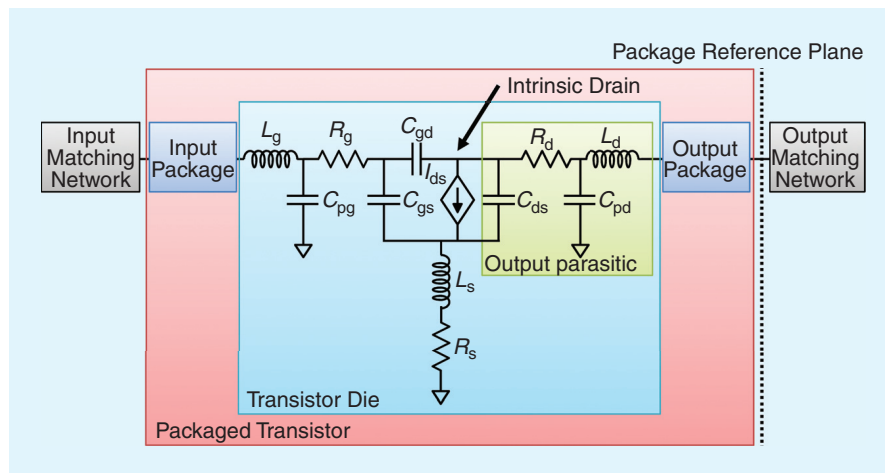 Package Reference Plane
Intrinsic Drain
Input
Matching
Network
Input
Package
Lg
Rg
Cgd
Ids
Rd
Ld
Output
Package
Output
Matching
Network
Cpg
Cgs
Cds
Cpd
Output parasitic
Ls
Rs
Transistor Die
Packaged Transistor